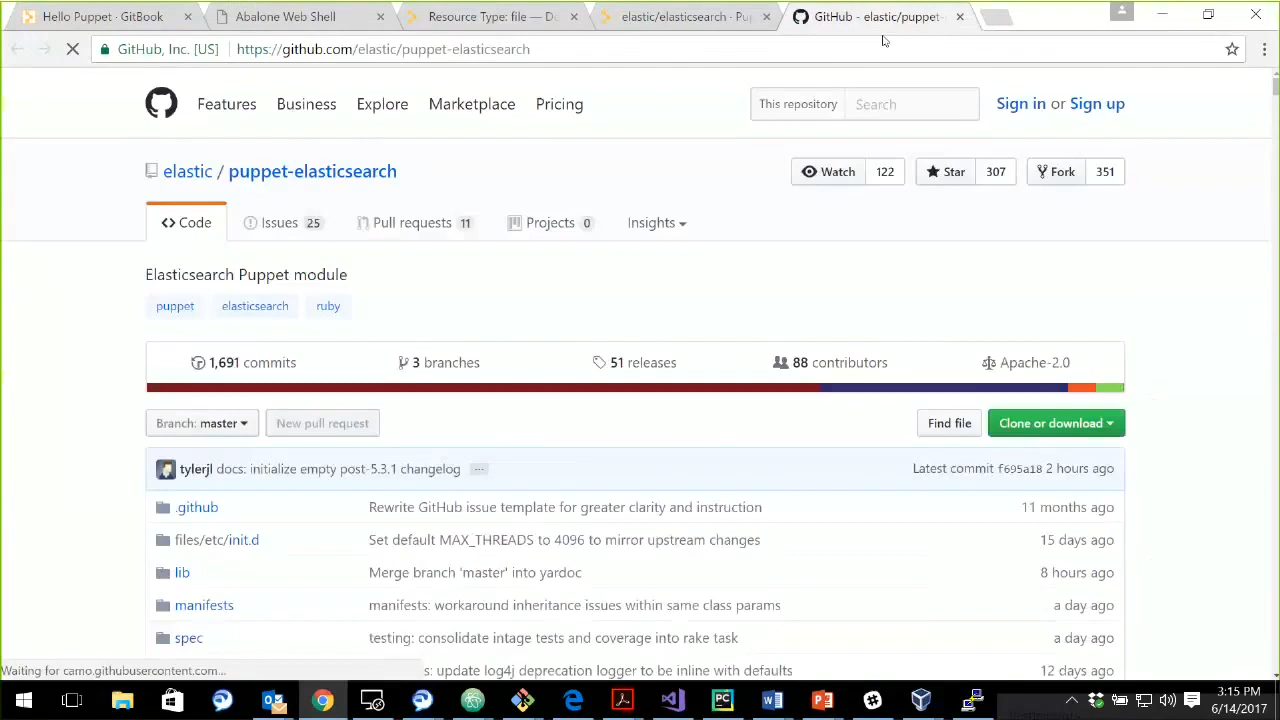 Hello Puppet - GitBook
Abalone Web Shell
Resource Type: file — Do
elastic/elasticsearch - Pup
GitHub - elastic/puppet-
GitHub, Inc. [US]
https://github.com/elastic/puppet-elasticsearch
Features Business Explore Marketplace Pricing
This repository Search
Sign in or Sign up
elastic / puppet-elasticsearch
Watch 122 Star 307 Fork 351
Code Issues 25 Pull requests 11 Projects 0 Insights
Elasticsearch Puppet module
puppet elasticsearch ruby
1,691 commits 3 branches 51 releases 88 contributors Apache-2.0
Branch: master New pull request Find file Clone or download
tylerjl docs: initialize empty post-5.3.1 changelog ... Latest commit f695a18 2 hours ago
.github Rewrite GitHub issue template for greater clarity and instruction 11 months ago
files/etc/init.d Set default MAX_THREADS to 4096 to mirror upstream changes 15 days ago
lib Merge branch 'master' into yardoc 8 hours ago
manifests manifests: workaround inheritance issues within same class params a day ago
spec testing: consolidate intage tests and coverage into rake task a day ago
Waiting for camo.githubusercontent.com... s: update log4j deprecation logger to be inline with defaults 12 days ago
3:15 PM
6/14/2017